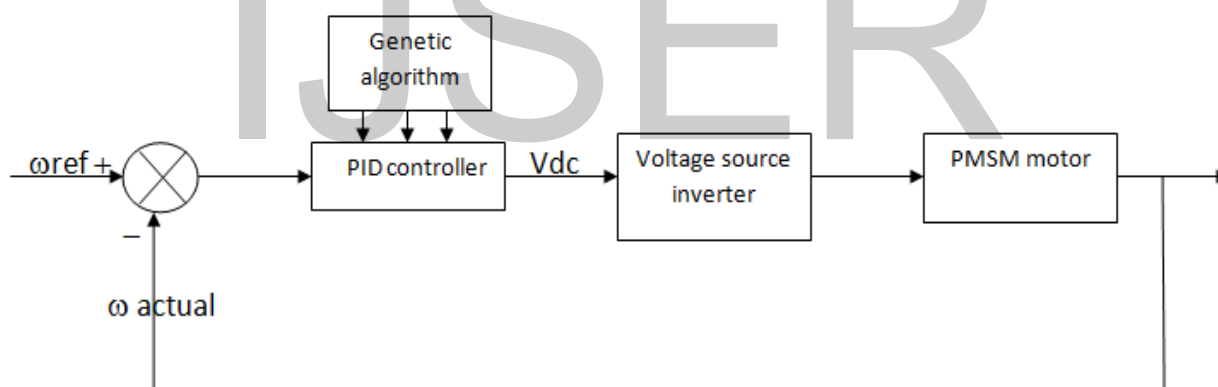 IJSER
Genetic
algorithm
ωref +
PID controller
Vdc
Voltage source
inverter
PMSM motor
−
ω actual